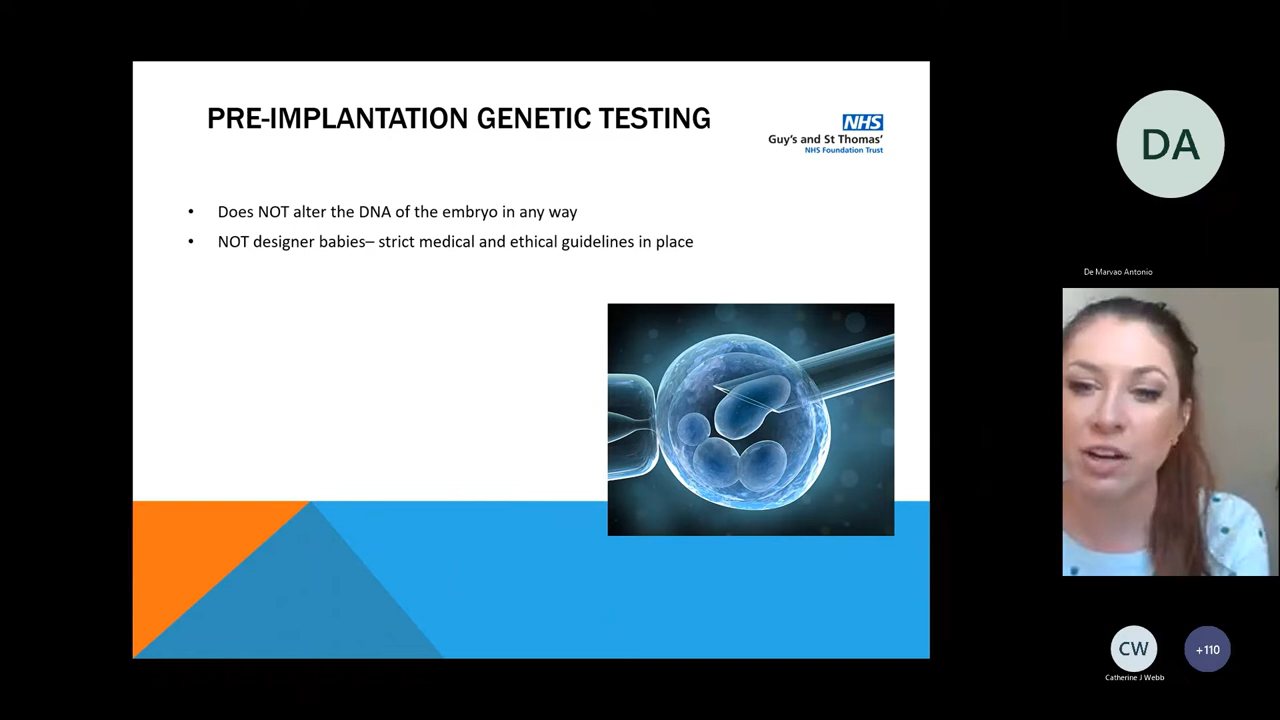 PRE-IMPLANTATION GENETIC TESTING
NHS
Guy's and St Thomas'
NHS Foundation Trust
• Does NOT alter the DNA of the embryo in any way
• NOT designer babies– strict medical and ethical guidelines in place
DA
De Marvao Antonio
CW
+110
Catherine J Webb